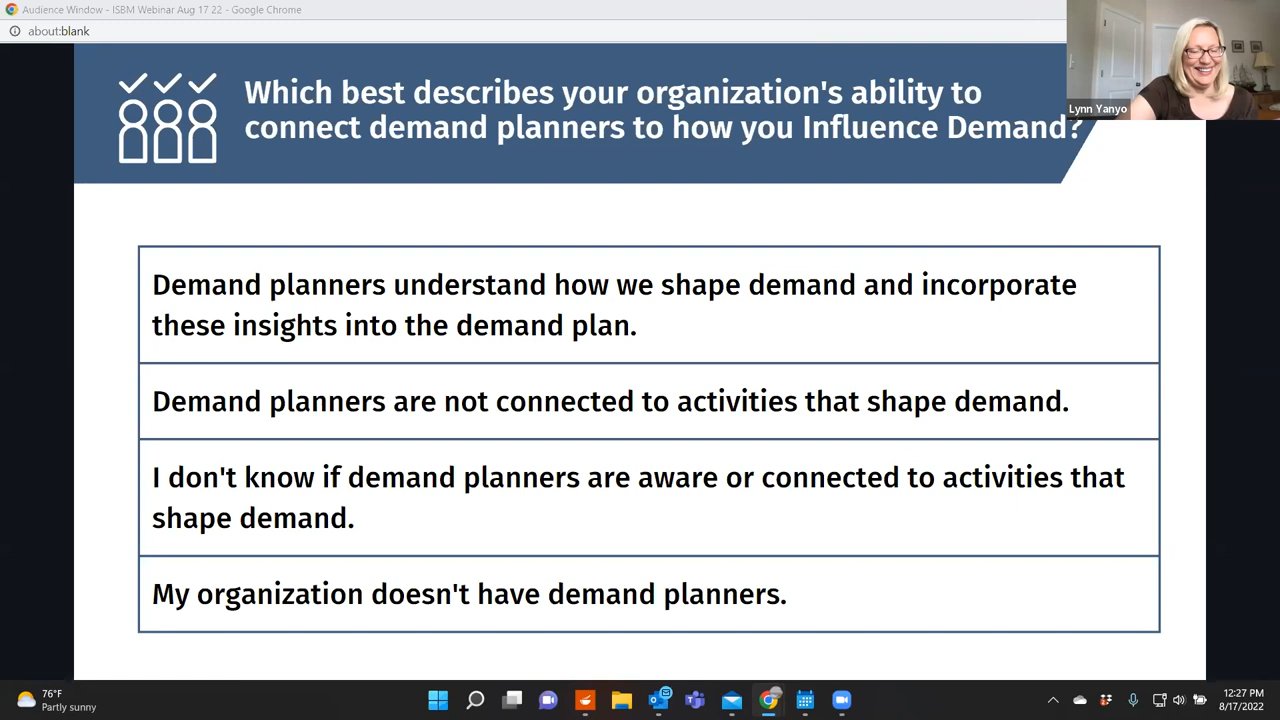 Audience Window - ISBM Webinar Aug 17 22 - Google Chrome
about:blank
Which best describes your organization's ability to
connect demand planners to how you Influence Demand?
Lynn Yanyo
Demand planners understand how we shape demand and incorporate
these insights into the demand plan.
Demand planners are not connected to activities that shape demand.
I don't know if demand planners are aware or connected to activities that
shape demand.
My organization doesn't have demand planners.
76°F
Partly sunny
12:27 PM
8/17/2022